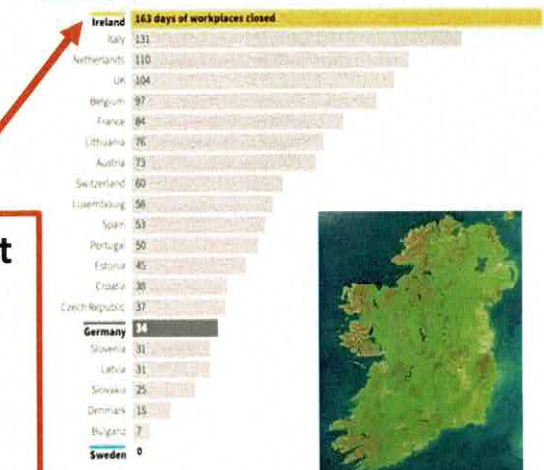 Ireland 163 days of workplaces closed
Italy 131
Netherlands 110
UK 104
Belgium 97
France 84
Lithuania 76
Austria 73
Switzerland 60
Luxembourg 56
Spain 53
Portugal 50
Estonia 45
Croatia 38
Czech Republic 37
Germany 34
Slovenia 31
Latvia 31
Slovakia 25
Denmark 15
Bulgaria 7
Sweden 0
t